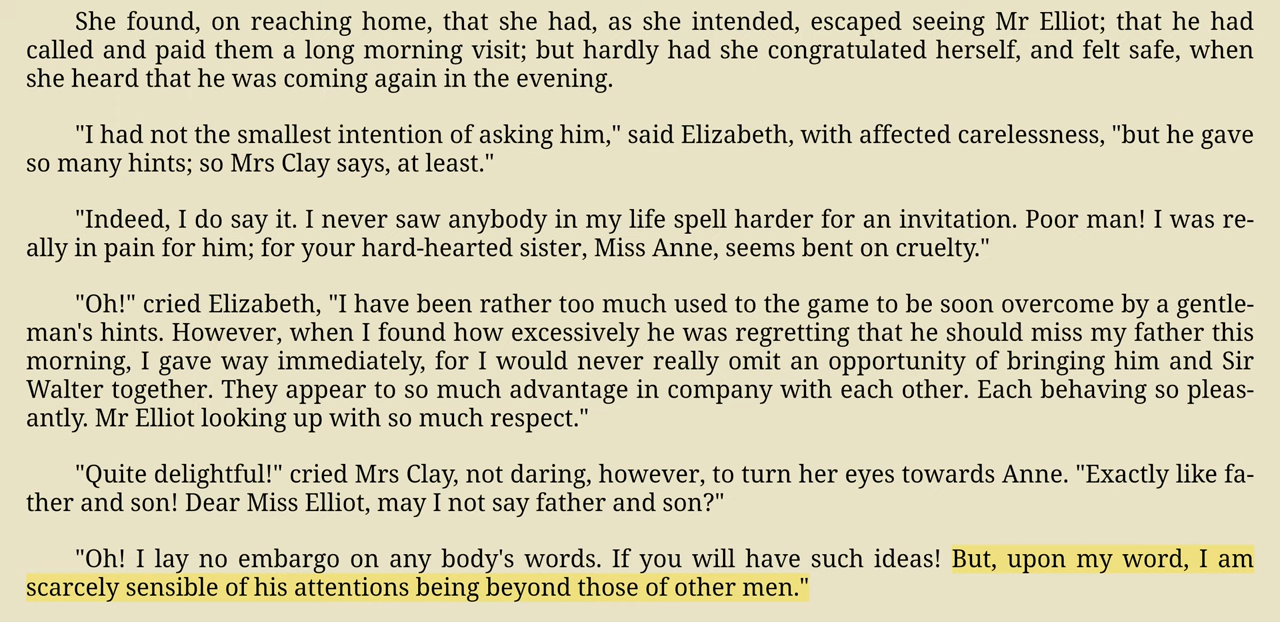 She found, on reaching home, that she had, as she intended, escaped seeing Mr Elliot; that he had
called and paid them a long morning visit; but hardly had she congratulated herself, and felt safe, when
she heard that he was coming again in the evening.
"I had not the smallest intention of asking him," said Elizabeth, with affected carelessness, "but he gave
so many hints; so Mrs Clay says, at least."
"Indeed, I do say it. I never saw anybody in my life spell harder for an invitation. Poor man! I was re-
ally in pain for him; for your hard-hearted sister, Miss Anne, seems bent on cruelty."
"Oh!" cried Elizabeth, "I have been rather too much used to the game to be soon overcome by a gentle-
man's hints. However, when I found how excessively he was regretting that he should miss my father this
morning, I gave way immediately, for I would never really omit an opportunity of bringing him and Sir
Walter together. They appear to so much advantage in company with each other. Each behaving so pleas-
antly. Mr Elliot looking up with so much respect."
"Quite delightful!" cried Mrs Clay, not daring, however, to turn her eyes towards Anne. "Exactly like fa-
ther and son! Dear Miss Elliot, may I not say father and son?"
"Oh! I lay no embargo on any body's words. If you will have such ideas! But, upon my word, I am
scarcely sensible of his attentions being beyond those of other men."